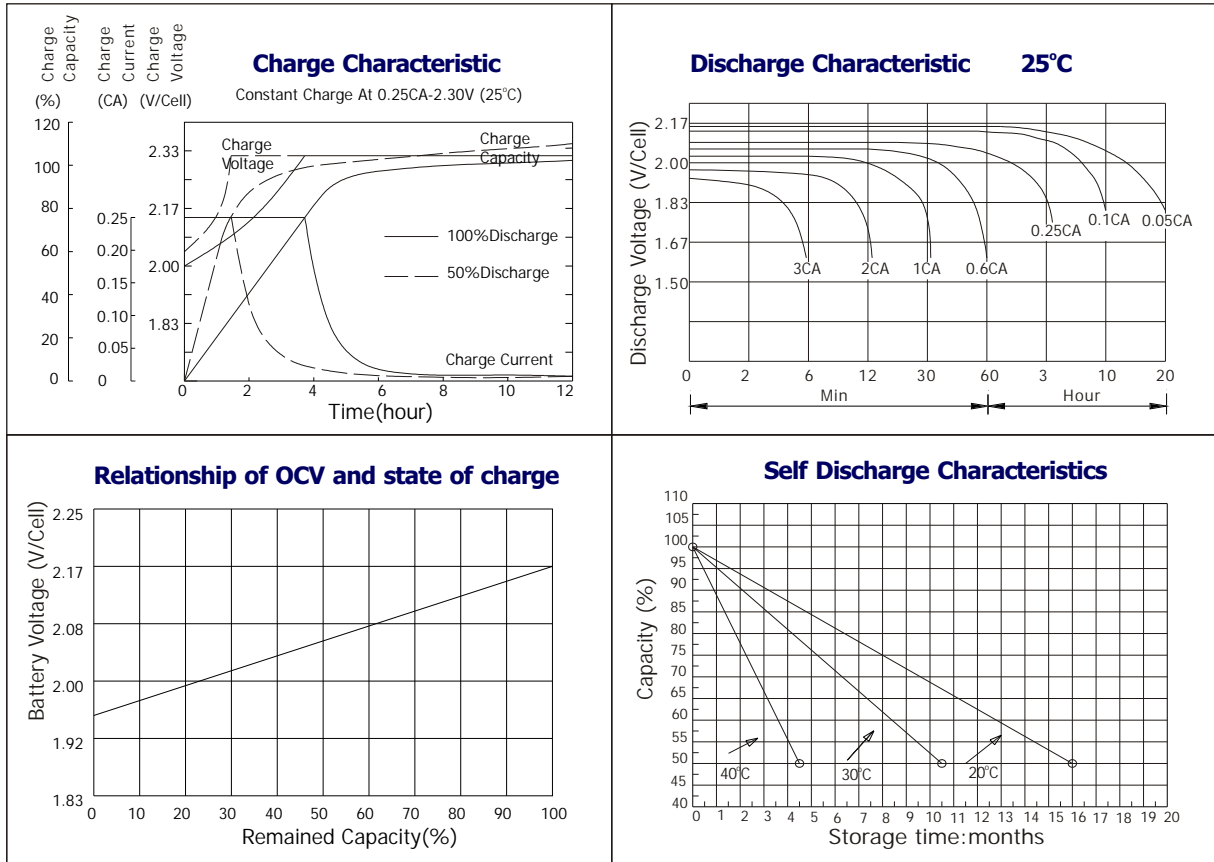 Charge Characteristic
Constant Charge At 0.25CA-2.30V (25°C)
Charge Capacity
Charge Current
Charge Voltage
(%) (CA) (V/Cell)
120
100
80
60
40
20
0
0.25
0.20
0.15
0.10
0.05
0
2.33
2.17
2.00
1.83
Charge Voltage
Charge Capacity
100%Discharge
50%Discharge
Charge Current
0 2 4 6 8 10 12
Time(hour)
Discharge Characteristic 25°C
Discharge Voltage (V/Cell)
2.17
2.00
1.83
1.67
1.50
3CA 2CA 1CA 0.6CA 0.25CA 0.1CA 0.05CA
0 2 6 12 30 60 3 10 20
Min Hour
Relationship of OCV and state of charge
Battery Voltage (V/Cell)
2.25
2.17
2.08
2.00
1.92
1.83
0 10 20 30 40 50 60 70 80 90 100
Remained Capacity(%)
Self Discharge Characteristics
Capacity (%)
110
105
100
95
90
85
80
75
70
65
60
55
50
45
40
40°C 30°C 20°C
0 1 2 3 4 5 6 7 8 9 10 11 12 13 14 15 16 17 18 19 20
Storage time:months